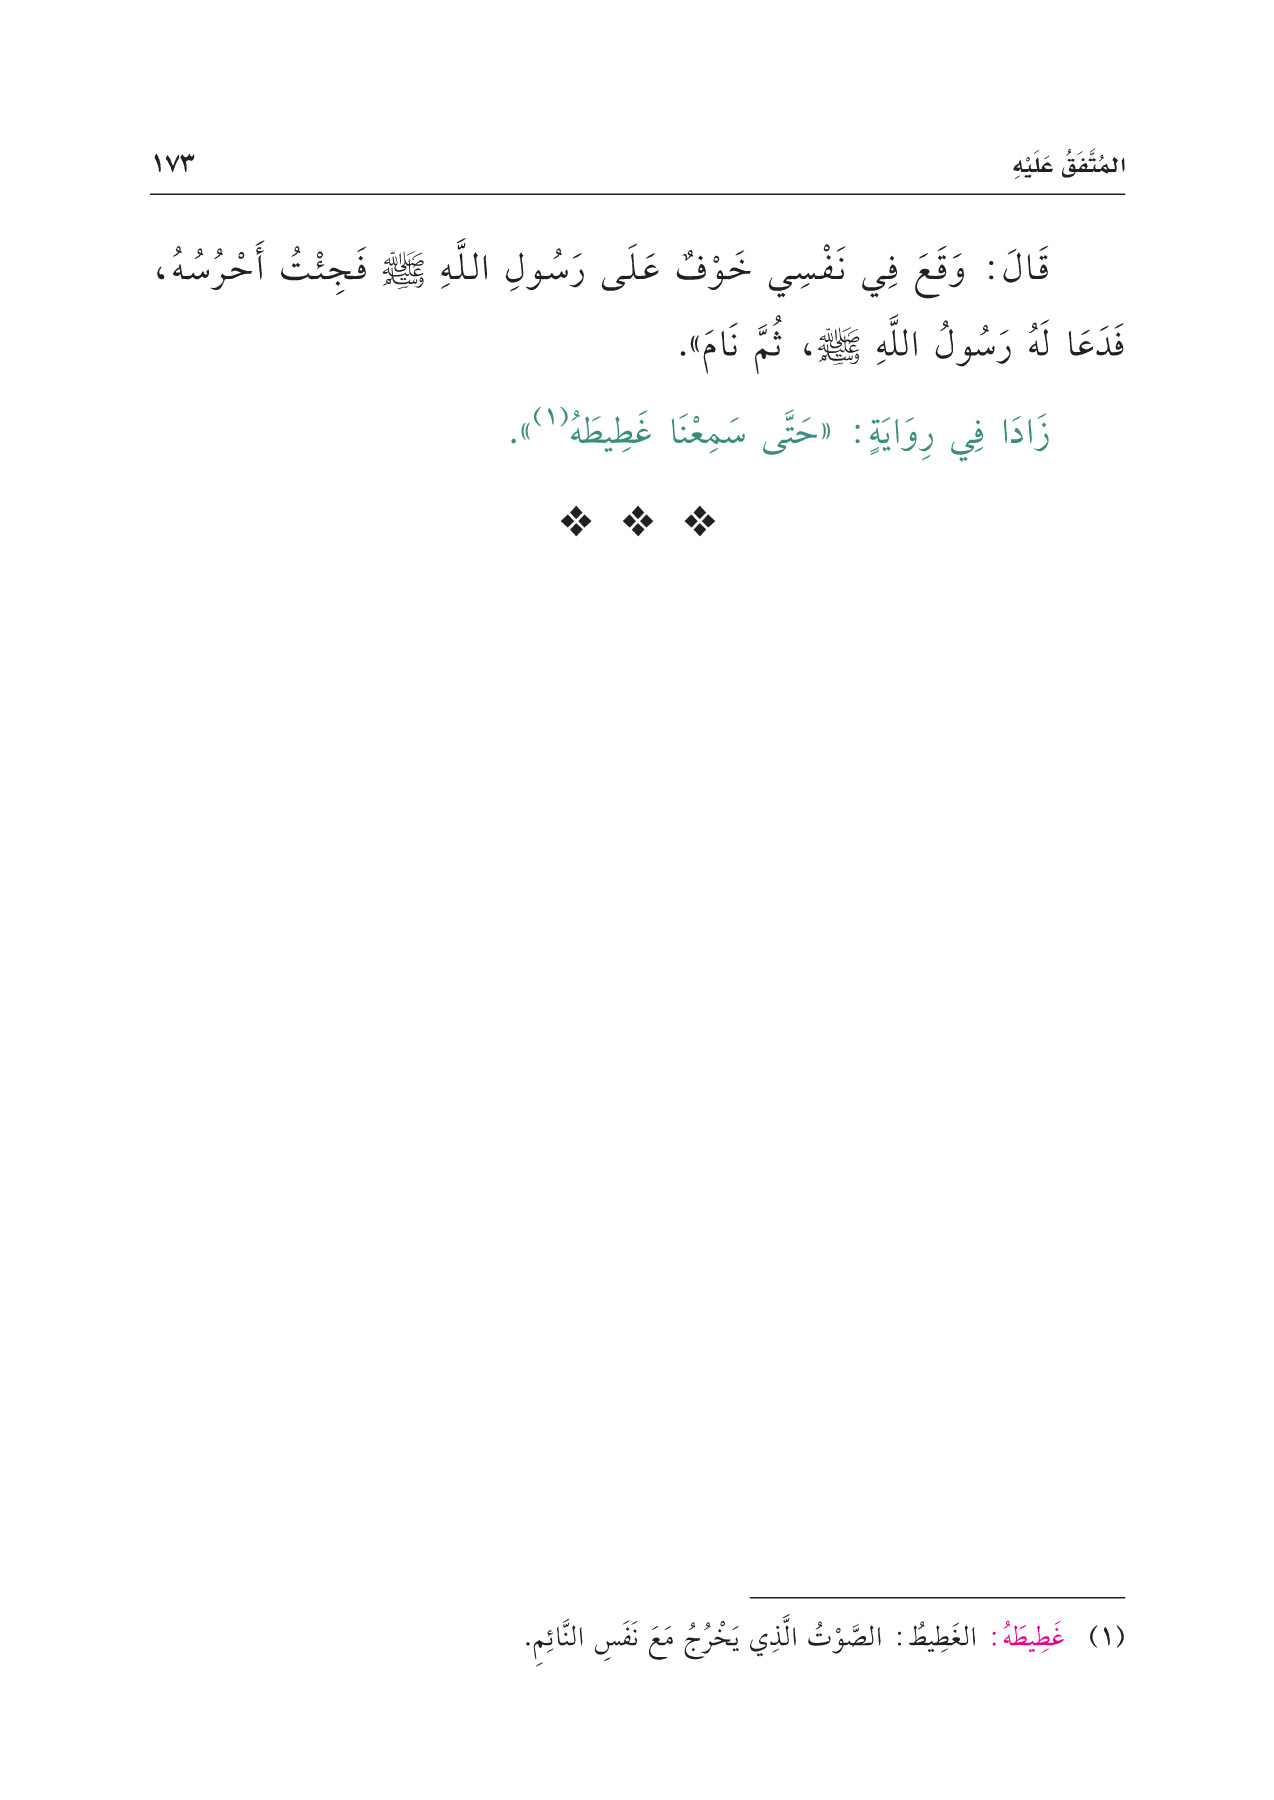 المُتَّفَقُ عَلَيْهِ ١٧٣
قَالَ: وَقَعَ فِي نَفْسِي خَوْفٌ عَلَى رَسُولِ اللَّهِ ﷺ فَجِئْتُ أَحْرُسُهُ،
فَدَعَا لَهُ رَسُولُ اللَّهِ ﷺ، ثُمَّ نَامَ».
زَادَا فِي رِوَايَةٍ: «حَتَّى سَمِعْنَا غَطِيطَهُ(١)».
(١) غَطِيطَهُ: الغَطِيطُ: الصَّوْتُ الَّذِي يَخْرُجُ مَعَ نَفَسِ النَّائِمِ.